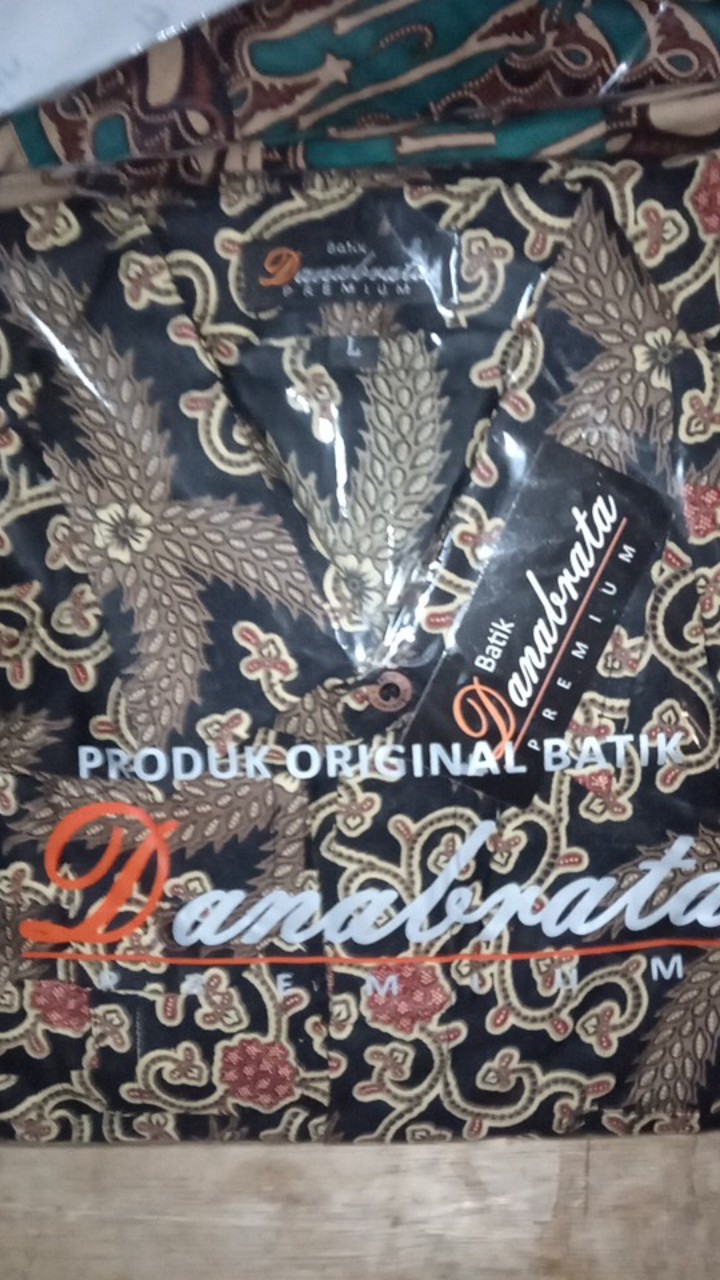 Batik
Danabrata
PREMIUM
L
Batik
Danabrata
PREMIUM
PRODUK ORIGINAL BATIK
Danabrata
PREMIUM